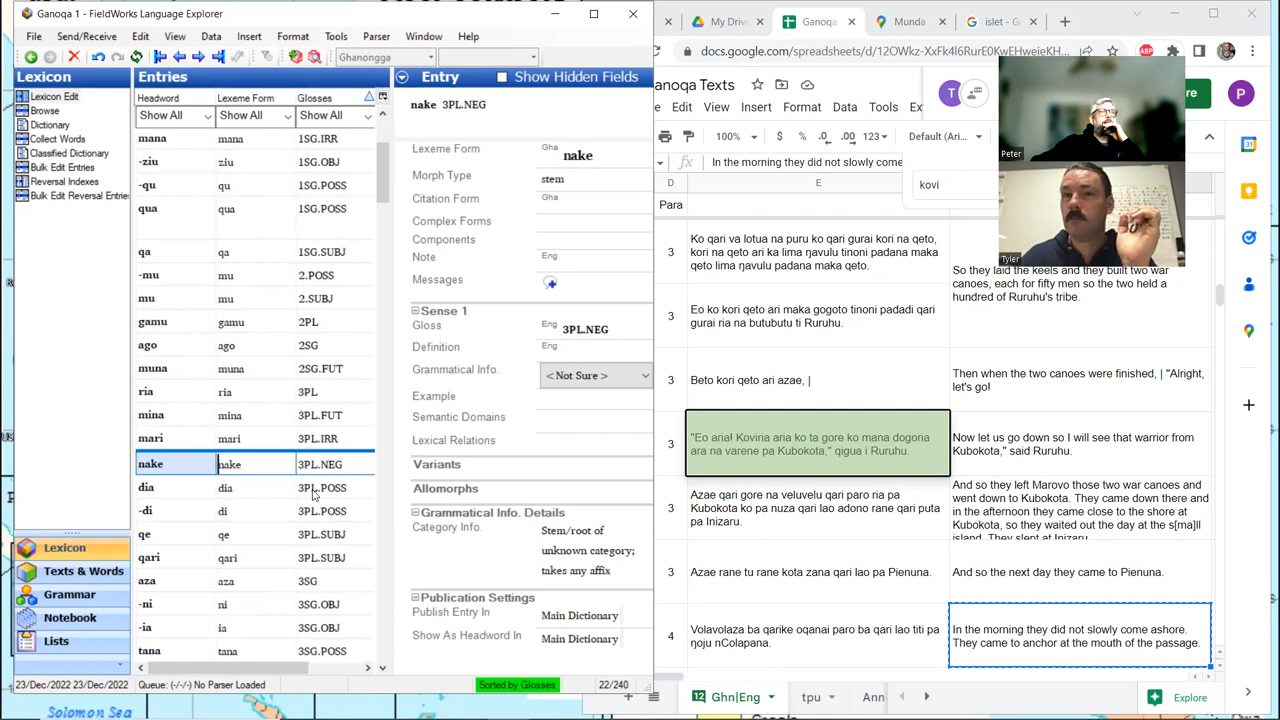 Ganoqa 1 - FieldWorks Language Explorer
File Send/Receive Edit View Data Insert Format Tools Parser Window Help
Ghanongga
Lexicon
Lexicon Edit
Browse
Dictionary
Collect Words
Classified Dictionary
Bulk Edit Entries
Reversal Indexes
Bulk Edit Reversal Entrie
Lexicon
Texts & Words
Grammar
Notebook
Lists
Entries
Headword Lexeme Form Glosses
Show All Show All Show All
mana mana 1SG.IRR
-ziu ziu 1SG.OBJ
-qu qu 1SG.POSS
qua qua 1SG.POSS
qa qa 1SG.SUBJ
-mu mu 2.POSS
mu mu 2.SUBJ
gamu gamu 2PL
ago ago 2SG
muna muna 2SG.FUT
ria ria 3PL
mina mina 3PL.FUT
mari mari 3PL.IRR
nake nake 3PL.NEG
dia dia 3PL.POSS
-di di 3PL.POSS
qe qe 3PL.SUBJ
qari qari 3PL.SUBJ
aza aza 3SG
-ni ni 3SG.OBJ
-ia ia 3SG.OBJ
tana tana 3SG.POSS
Entry Show Hidden Fields
nake 3PL.NEG
Lexeme Form Gha nake
Morph Type stem
Citation Form Gha
Complex Forms
Components
Note Eng
Messages
Sense 1
Gloss Eng 3PL.NEG
Definition Eng
Grammatical Info. < Not Sure >
Example
Semantic Domains
Lexical Relations
Variants
Allomorphs
Grammatical Info. Details
Category Info. Stem/root of
unknown category;
takes any affix
Publication Settings
Publish Entry In Main Dictionary
Show As Headword In Main Dictionary
23/Dec/2022 23/Dec/2022 Queue: (-/-/-) No Parser Loaded Sorted by Glosses 22/240
Solomon Sea
My Drive Ganoqa Munda islet - G
docs.google.com/spreadsheets/d/12OWK
ABP
Ganoqa Texts
Edit View Insert Format Data Tools Ex
T P
100% $ % .0 .00 123 Default (Ari...
fx In the morning they did not slowly come
kovi
Peter
Tyler
D E
Para
3 Ko qari va lotua na puru ko qari gurai kori na qeto,
kori na qeto ari ka lima ŋavulu tinoni padana maka
qeto lima ŋavulu padana maka qeto.
So they laid the keels and they built two war
canoes, each for fifty men so the two held a
hundred of Ruruhu's tribe.
3 Eo ko kori qeto ari maka gogoto tinoni padadi qari
gurai ria na butubutu ti Ruruhu.
3 Beto kori qeto ari azae, |
Then when the two canoes were finished, | "Alright,
let's go!
3 "Eo aria! Koviria aria ko ta gore ko mana dogoria
ara na varene pa Kubokota," qigua i Ruruhu.
Now let us go down so I will see that warrior from
Kubokota," said Ruruhu.
3 Azae qari gore na veluvelu qari paro ria pa
Kubokota ko pa nuza qari lao adono rane qari puta
pa Inizaru.
And so they left Marovo those two war canoes and
went down to Kubokota. They came down there and
in the afternoon they came close to the shore at
Kubokota, so they waited out the day at the s[ma]ll
island. They slept at Inizaru.
3 Azae rane tu rane kota zana qari lao pa Pienuna.
And so the next day they came to Pienuna.
4 Volavolaza ba qarike oqanai paro ba qari lao titi pa
ŋoju nColapana.
In the morning they did not slowly come ashore.
They came to anchor at the mouth of the passage.
12 GhnEng tpu Ann
Explore